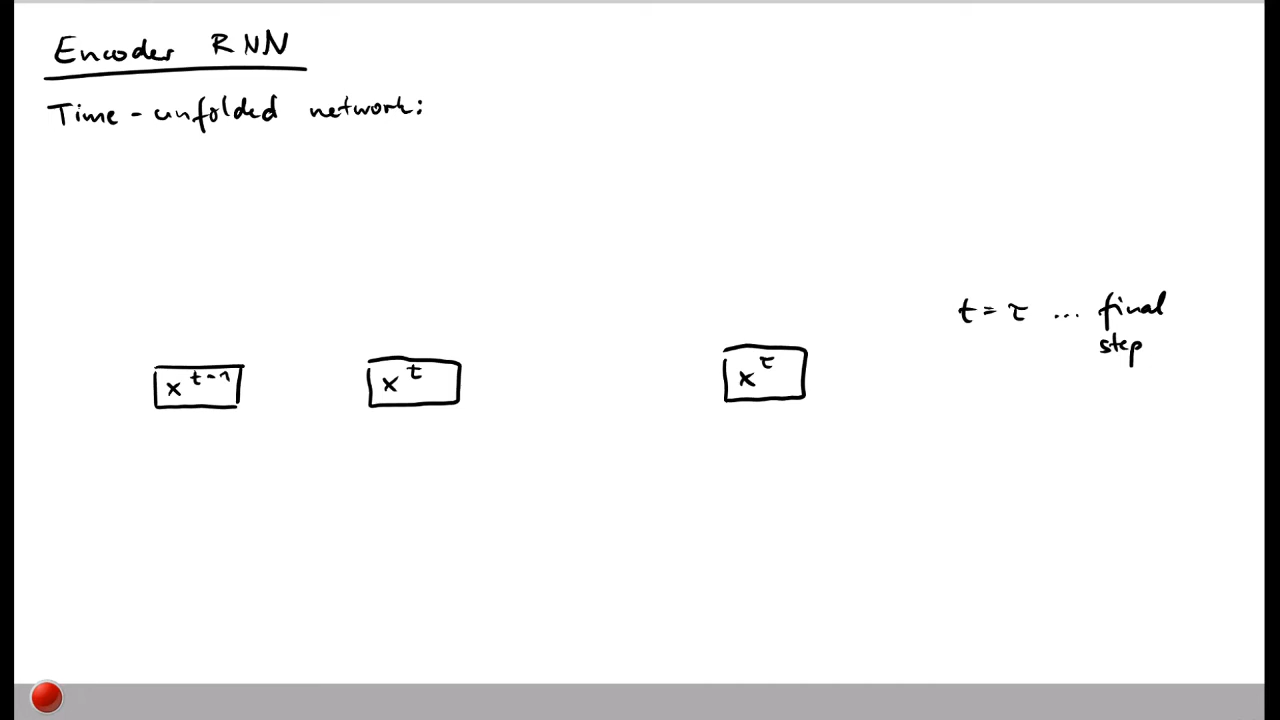 Encoder RNN
Time-unfolded network:
t = τ ... final
step
x^{t-1} x^t x^τ